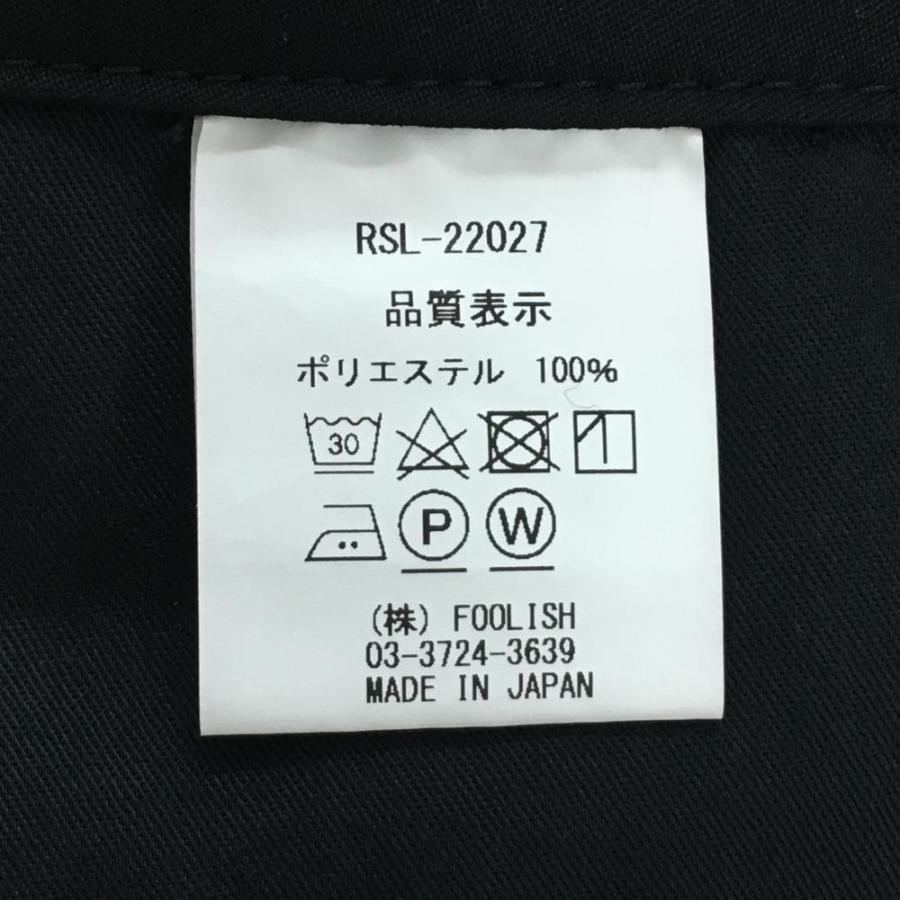 RSL-22027
品質表示
ポリエステル 100%
30
P W
(株) FOOLISH
03-3724-3639
MADE IN JAPAN